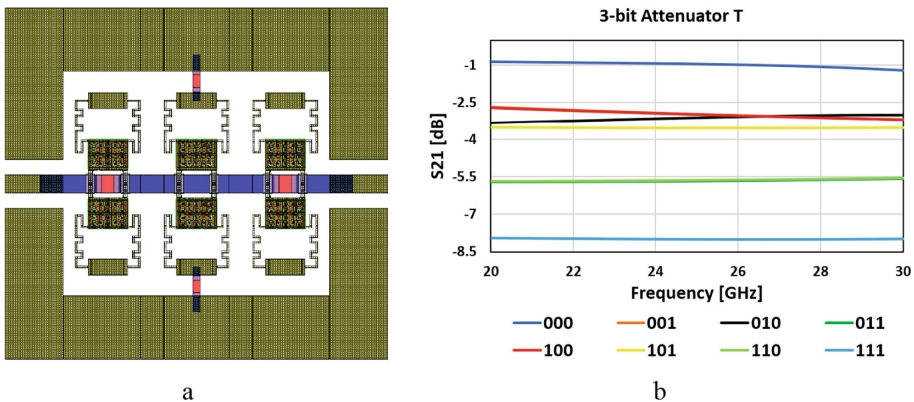 3-bit Attenuator T
-1
-2.5
-4
-5.5
-7
-8.5
S21 [dB]
20 22 24 26 28 30
Frequency [GHz]
000 001 010 011
100 101 110 111
a b